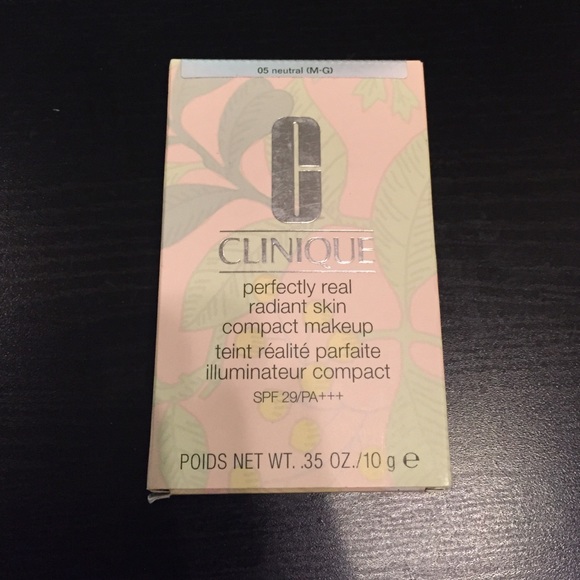 05 neutral (M-G)
C
CLINIQUE
perfectly real
radiant skin
compact makeup
teint réalité parfaite
illuminateur compact
SPF 29/PA+++
POIDS NET WT. .35 OZ./10 g ℮